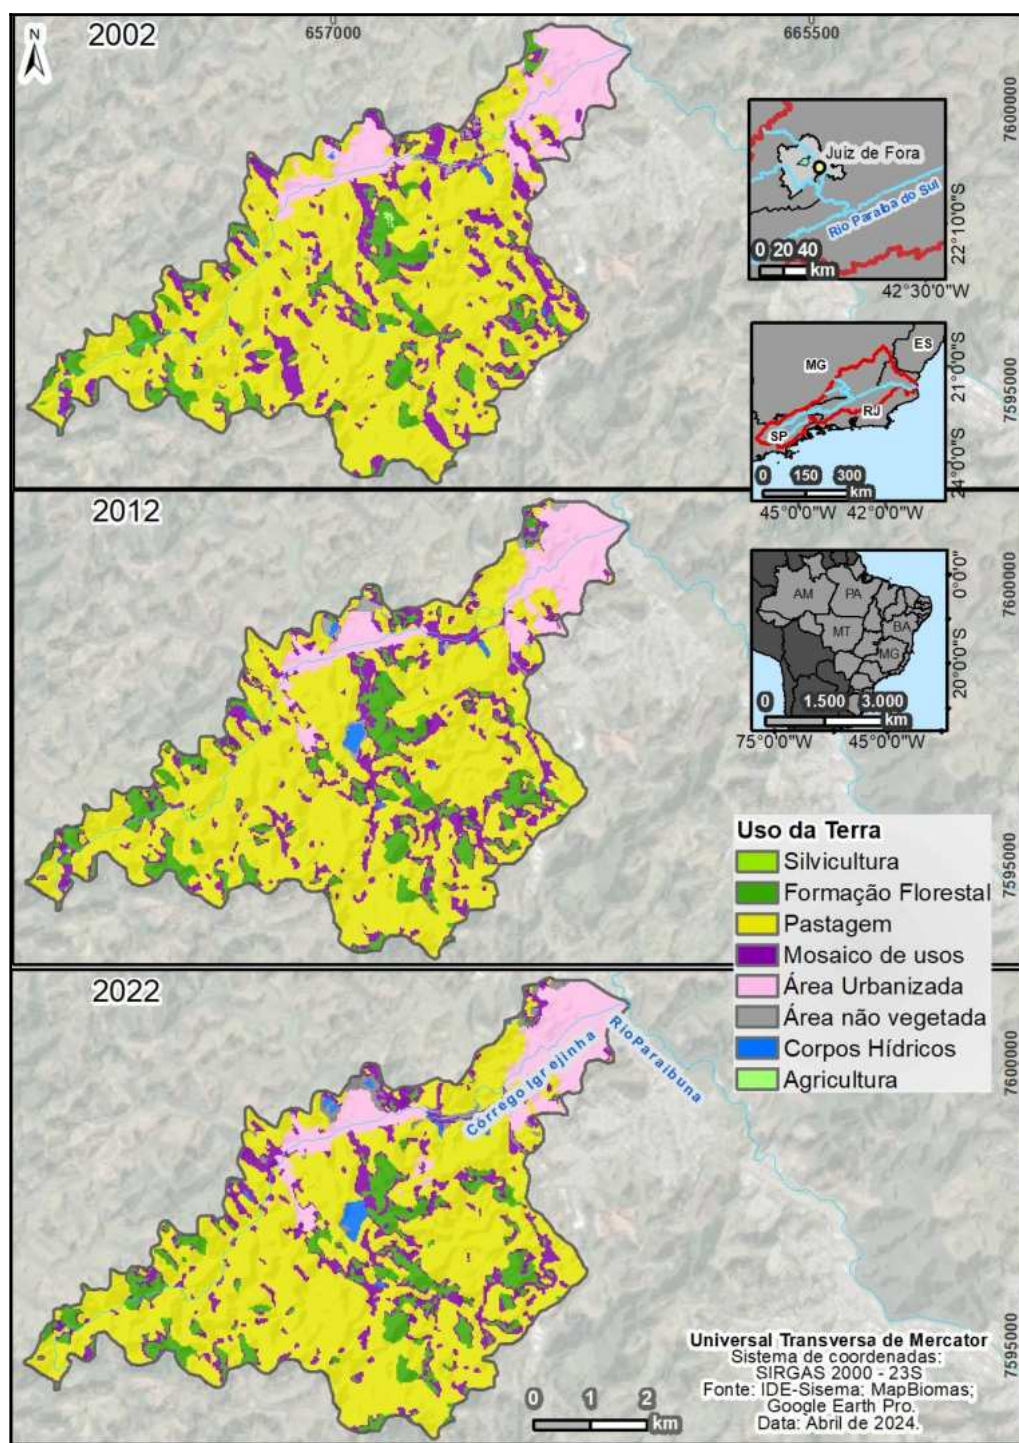 2002
N
657000
665500
7600000
Juiz de Fora
Rio Paraíba do Sul
0 20 40
km
22°10'0"S
42°30'0"W
MG
ES
RJ
SP
0 150 300
km
21°0'0"S
24°0'0"S
45°0'0"W 42°0'0"W
7595000
2012
7600000
AM
PA
MT
BA
MG
0 1.500 3.000
km
0°0'0"
20°0'0"S
75°0'0"W 45°0'0"W
Uso da Terra
Silvicultura
Formação Florestal
Pastagem
Mosaico de usos
Área Urbanizada
Área não vegetada
Corpos Hídricos
Agricultura
7595000
2022
Córrego Igrejinha
Rio Paraibuna
7600000
7595000
0 1 2
km
Universal Transversa de Mercator
Sistema de coordenadas:
SIRGAS 2000 - 23S
Fonte: IDE-Sisema; MapBiomas;
Google Earth Pro.
Data: Abril de 2024.